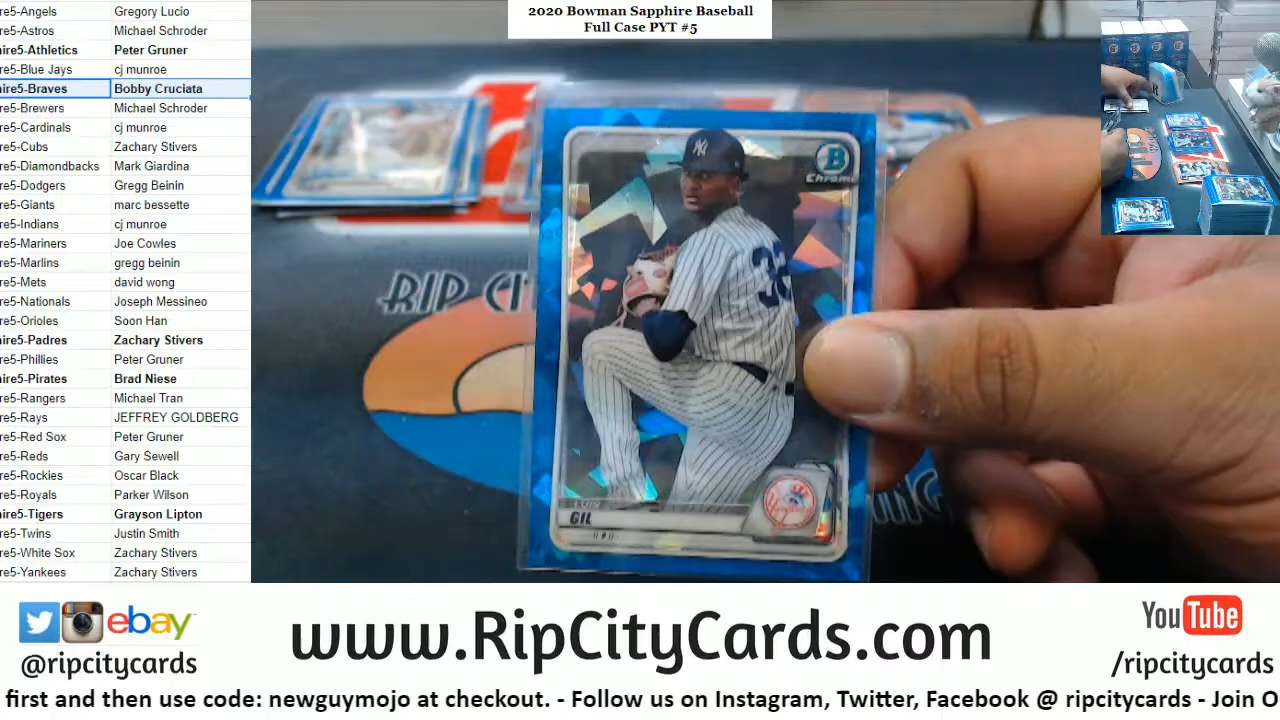 re5-Angels Gregory Lucio
re5-Astros Michael Schroder
ire5-Athletics Peter Gruner
re5-Blue Jays cj munroe
ire5-Braves Bobby Cruciata
re5-Brewers Michael Schroder
re5-Cardinals cj munroe
re5-Cubs Zachary Stivers
re5-Diamondbacks Mark Giardina
re5-Dodgers Gregg Beinin
re5-Giants marc bessette
re5-Indians cj munroe
re5-Mariners Joe Cowles
re5-Marlins gregg beinin
re5-Mets david wong
re5-Nationals Joseph Messineo
re5-Orioles Soon Han
ire5-Padres Zachary Stivers
re5-Phillies Peter Gruner
ire5-Pirates Brad Niese
re5-Rangers Michael Tran
re5-Rays JEFFREY GOLDBERG
re5-Red Sox Peter Gruner
re5-Reds Gary Sewell
re5-Rockies Oscar Black
re5-Royals Parker Wilson
ire5-Tigers Grayson Lipton
re5-Twins Justin Smith
re5-White Sox Zachary Stivers
re5-Yankees Zachary Stivers
2020 Bowman Sapphire Baseball
Full Case PYT #5
B
Chrome
NY
RIP CI
LUIS
GIL
ebay
@ripcitycards
www.RipCityCards.com
YouTube
/ripcitycards
first and then use code: newguymojo at checkout. - Follow us on Instagram, Twitter, Facebook @ ripcitycards - Join O